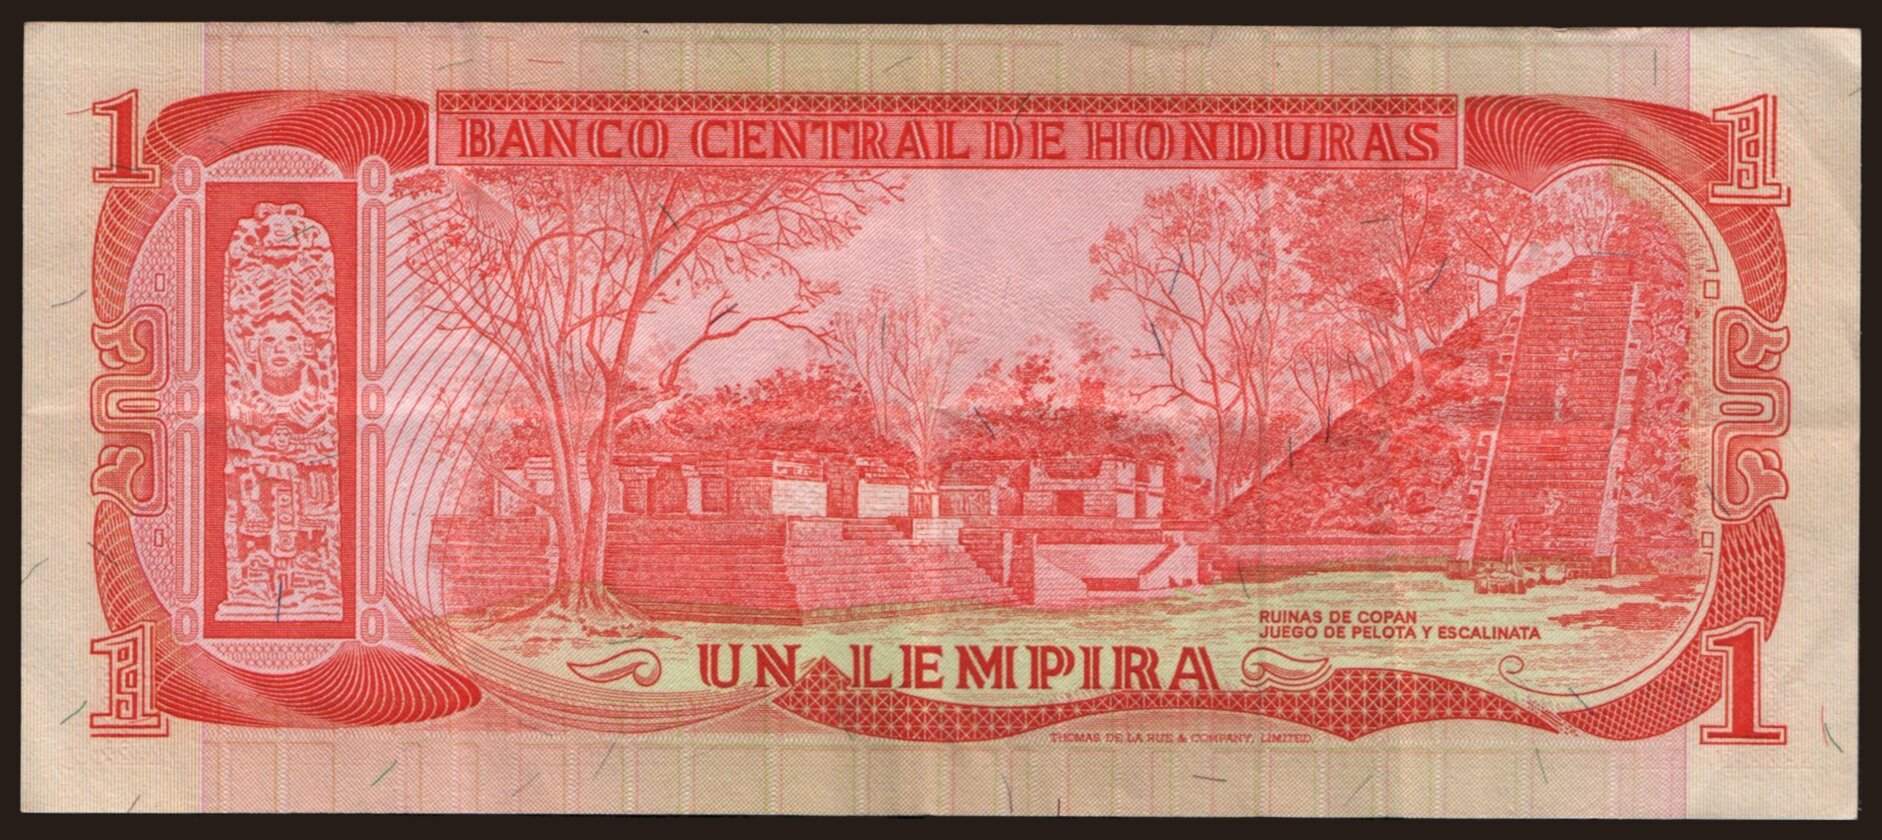 1
1
BANCO CENTRAL DE HONDURAS
RUINAS DE COPAN
JUEGO DE PELOTA Y ESCALINATA
UN LEMPIRA
1
1
THOMAS DE LA RUE & COMPANY, LIMITED.